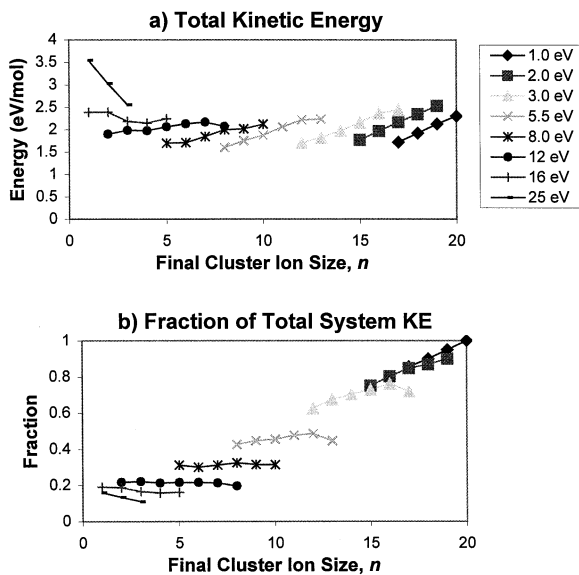 a) Total Kinetic Energy
Energy (eV/mol)
4
3.5
3
2.5
2
1.5
1
0.5
0
0 5 10 15 20
Final Cluster Ion Size, n
1.0 eV
2.0 eV
3.0 eV
5.5 eV
8.0 eV
12 eV
16 eV
25 eV
b) Fraction of Total System KE
Fraction
1
0.8
0.6
0.4
0.2
0
0 5 10 15 20
Final Cluster Ion Size, n